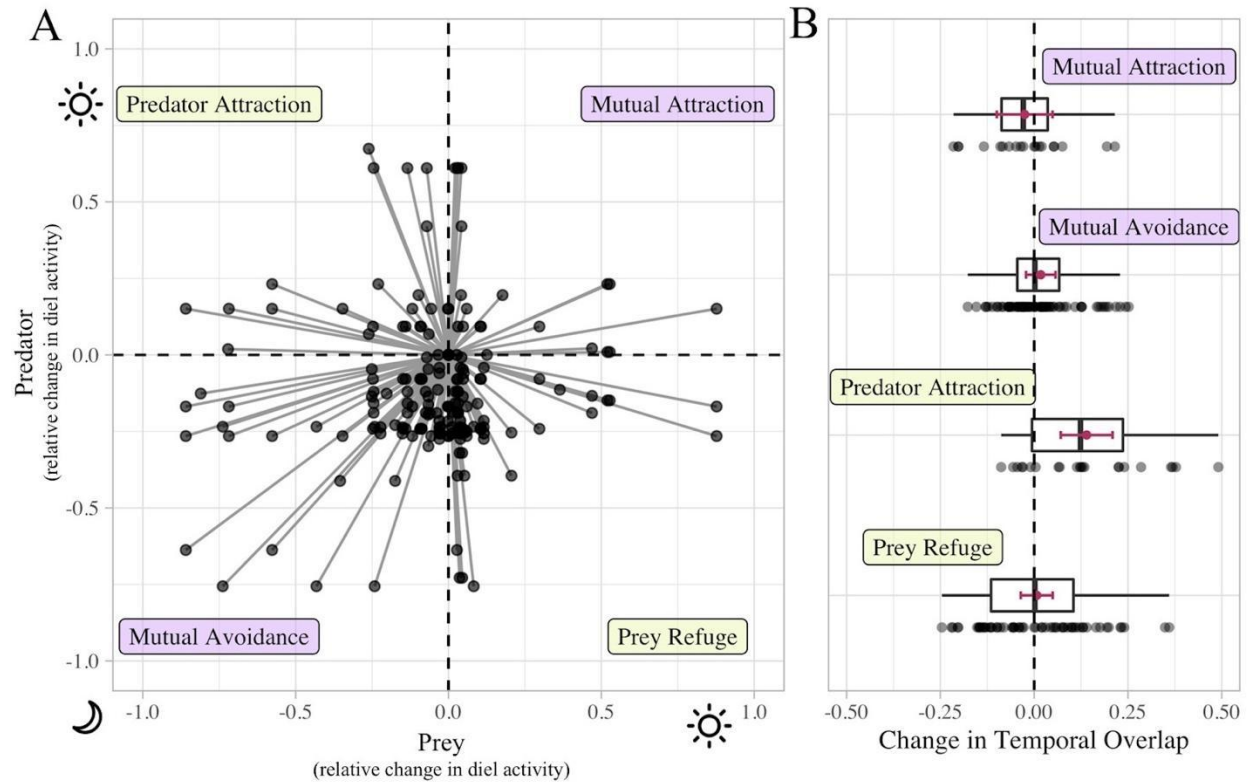 A
1.0
Predator Attraction
Mutual Attraction
0.5
Predator
(relative change in diel activity)
0.0
-0.5
Mutual Avoidance
Prey Refuge
-1.0
-1.0
-0.5
0.0
0.5
1.0
Prey
(relative change in diel activity)
B
Mutual Attraction
Mutual Avoidance
Predator Attraction
Prey Refuge
-0.50
-0.25
0.00
0.25
0.50
Change in Temporal Overlap